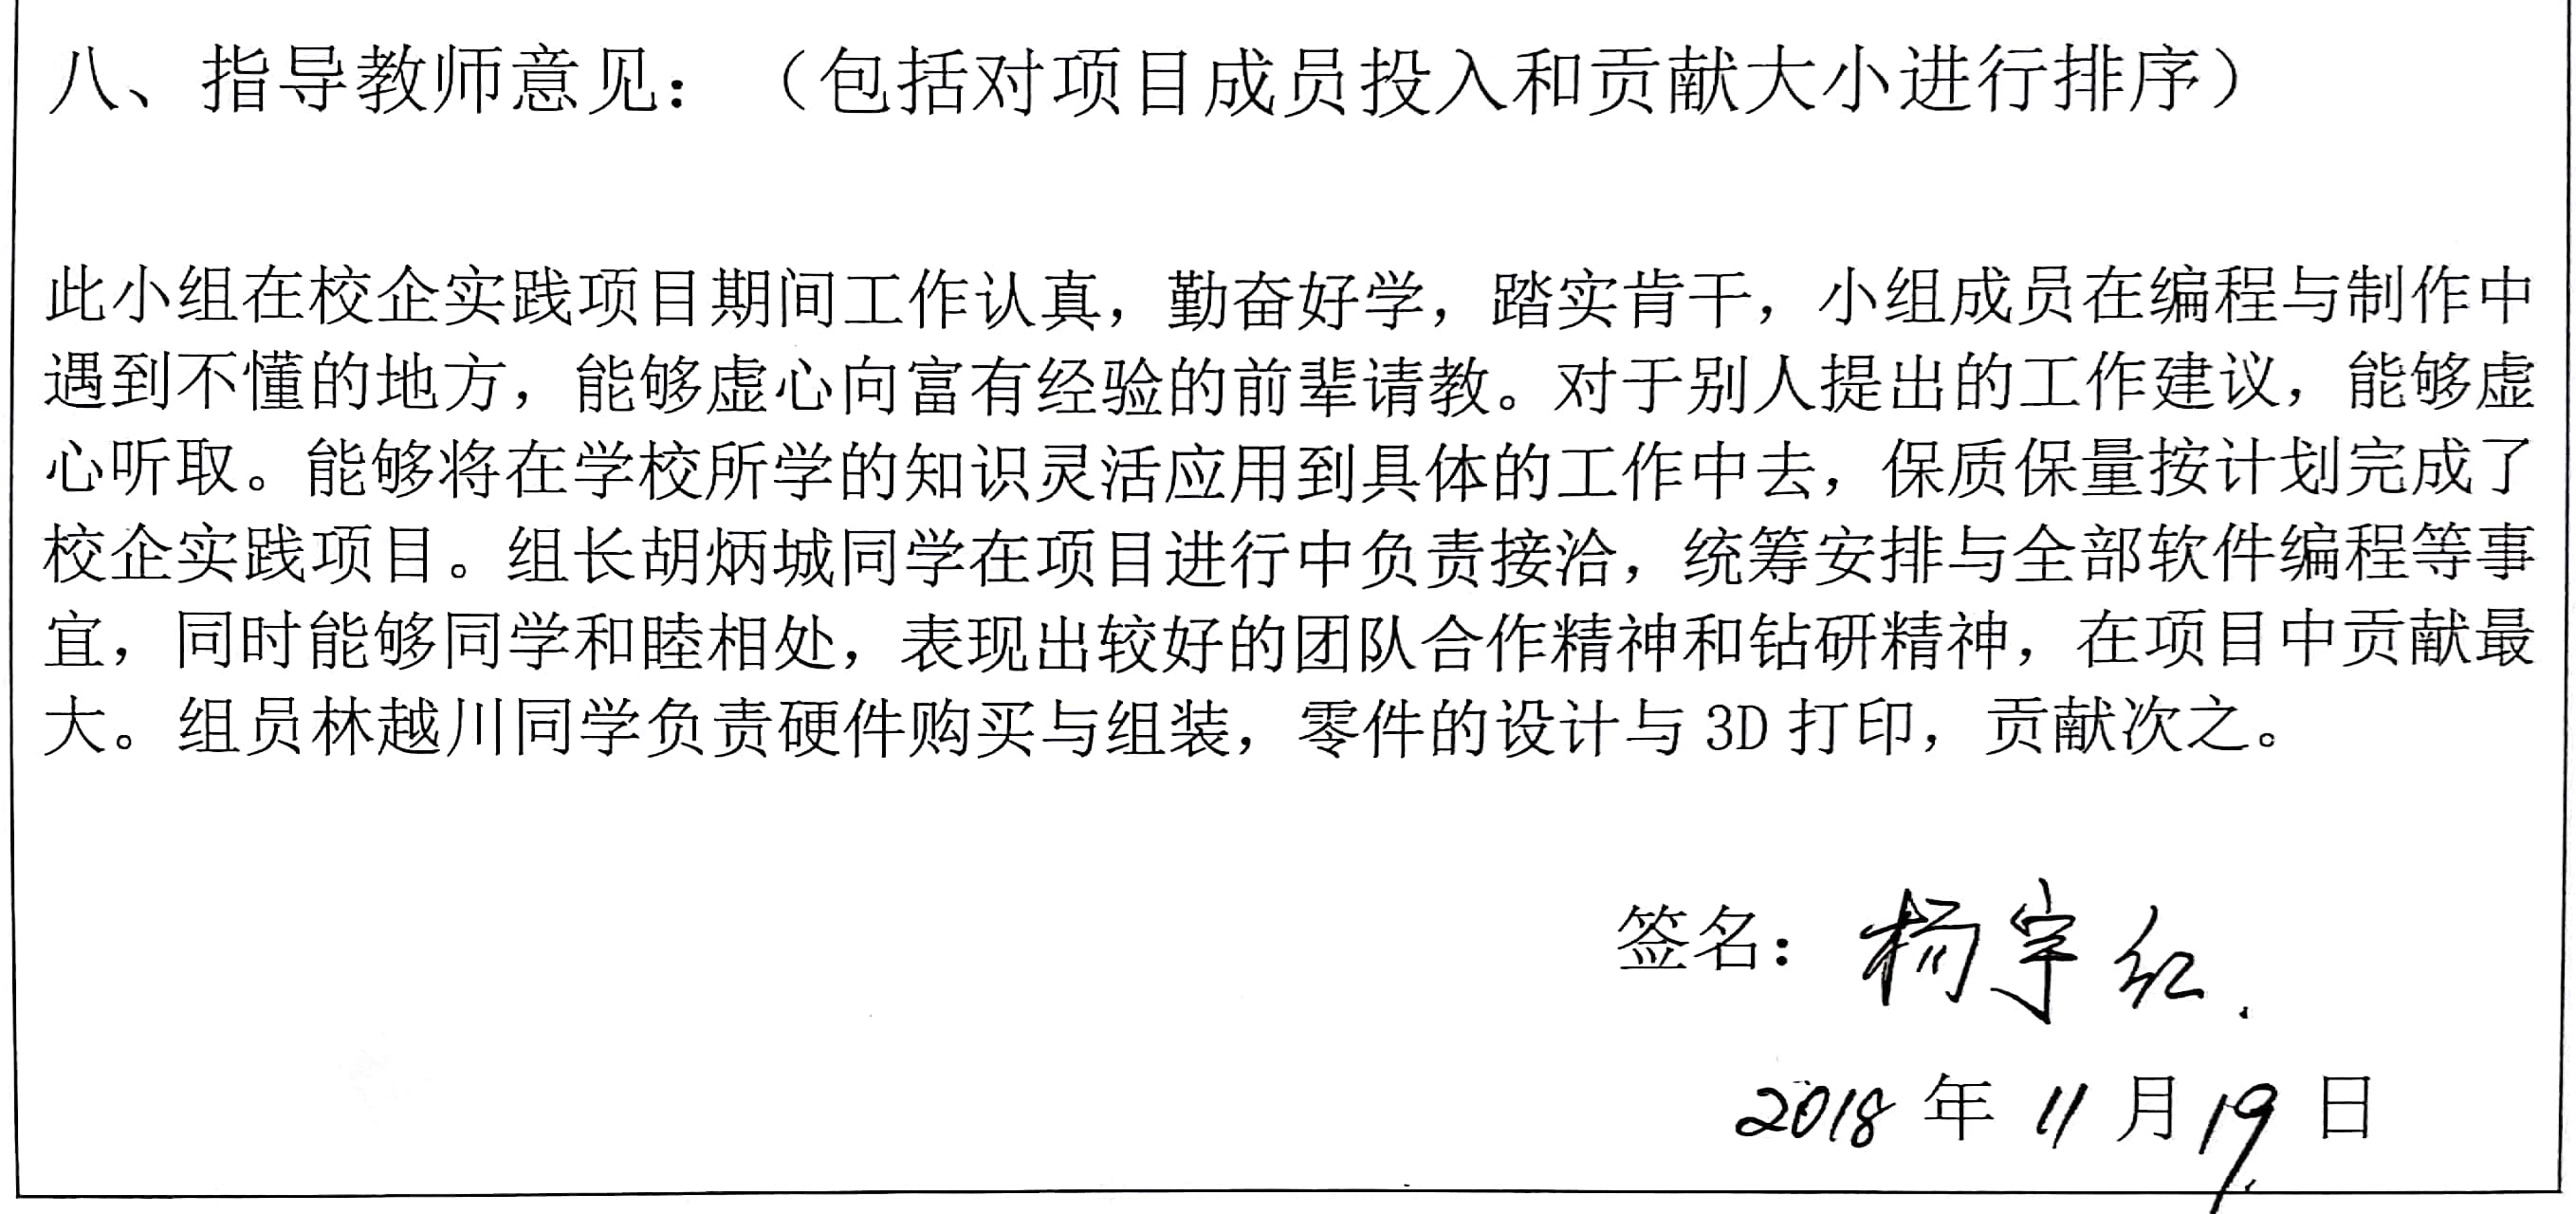 八、指导教师意见：（包括对项目成员投入和贡献大小进行排序）
此小组在校企实践项目期间工作认真，勤奋好学，踏实肯干，小组成员在编程与制作中
遇到不懂的地方，能够虚心向富有经验的前辈请教。对于别人提出的工作建议，能够虚
心听取。能够将在学校所学的知识灵活应用到具体的工作中去，保质保量按计划完成了
校企实践项目。组长胡炳城同学在项目进行中负责接洽，统筹安排与全部软件编程等事
宜，同时能够同学和睦相处，表现出较好的团队合作精神和钻研精神，在项目中贡献最
大。组员林越川同学负责硬件购买与组装，零件的设计与 3D 打印，贡献次之。
签名：杨宇红.
2018 年 11 月 19 日